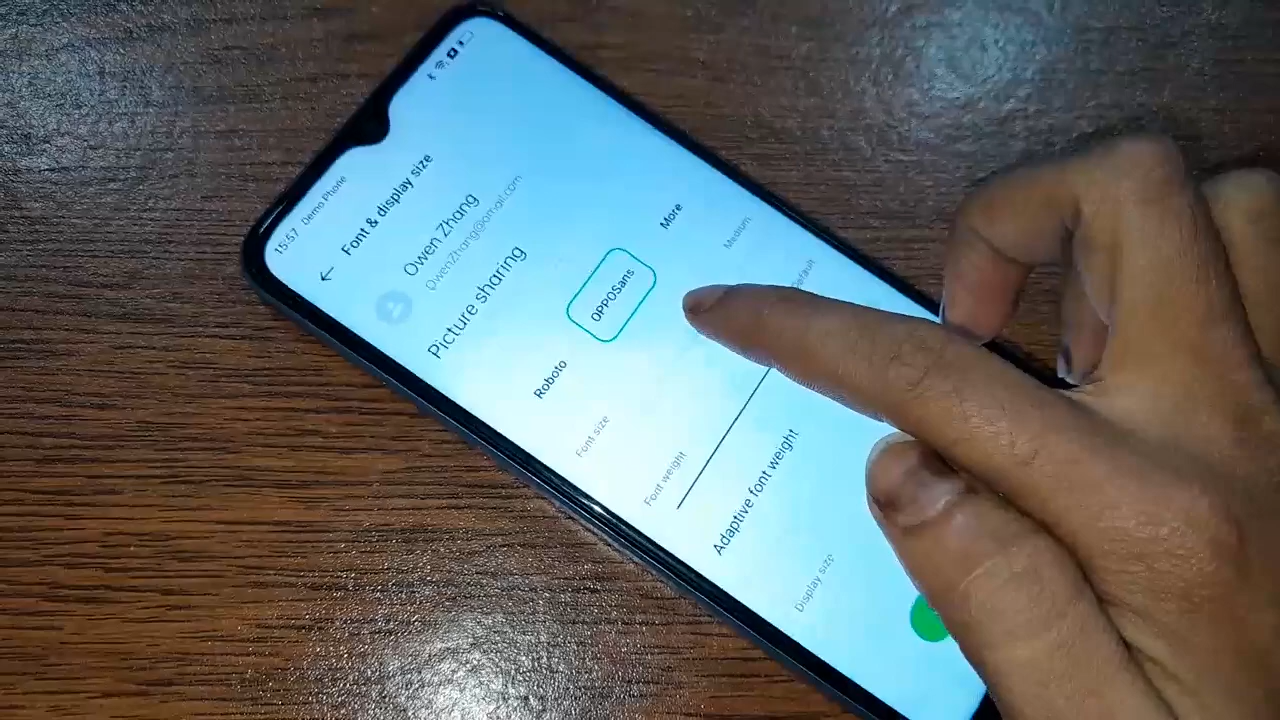 15:57 Demo Phone
Font & display size
Owen Zhang
OwenZhang@gmail.com
Picture sharing
Roboto OPPOSans More
Font size Medium
Font weight Default
Adaptive font weight
Display size